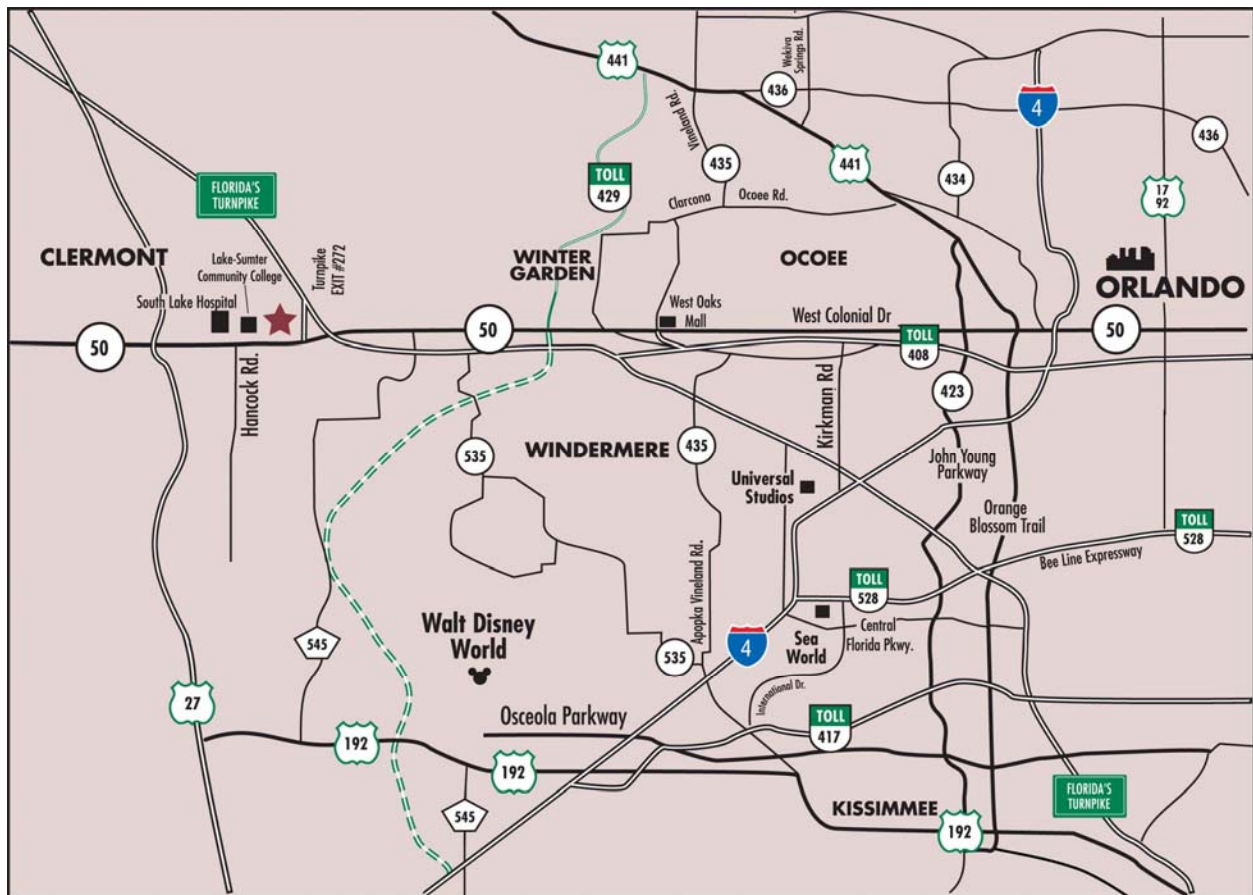 441
436
Wekiva
Springs Rd.
4
436
Vineland Rd.
435
441
434
17
92
FLORIDA'S
TURNPIKE
TOLL
429
Clarcona
Ocoee Rd.
CLERMONT
Lake-Sumter
Community College
South Lake Hospital
Turnpike
EXIT #272
WINTER
GARDEN
OCOEE
ORLANDO
West Oaks
Mall
West Colonial Dr
50
50
50
TOLL
408
Hancock Rd.
Kirkman Rd
423
535
WINDERMERE
435
John Young
Parkway
Universal
Studios
Orange
Blossom Trail
TOLL
528
Bee Line Expressway
Apopka Vineland Rd.
TOLL
528
545
Walt Disney
World
535
4
Sea
World
Central
Florida Pkwy.
International Dr.
27
192
Osceola Parkway
TOLL
417
192
545
KISSIMMEE
192
FLORIDA'S
TURNPIKE